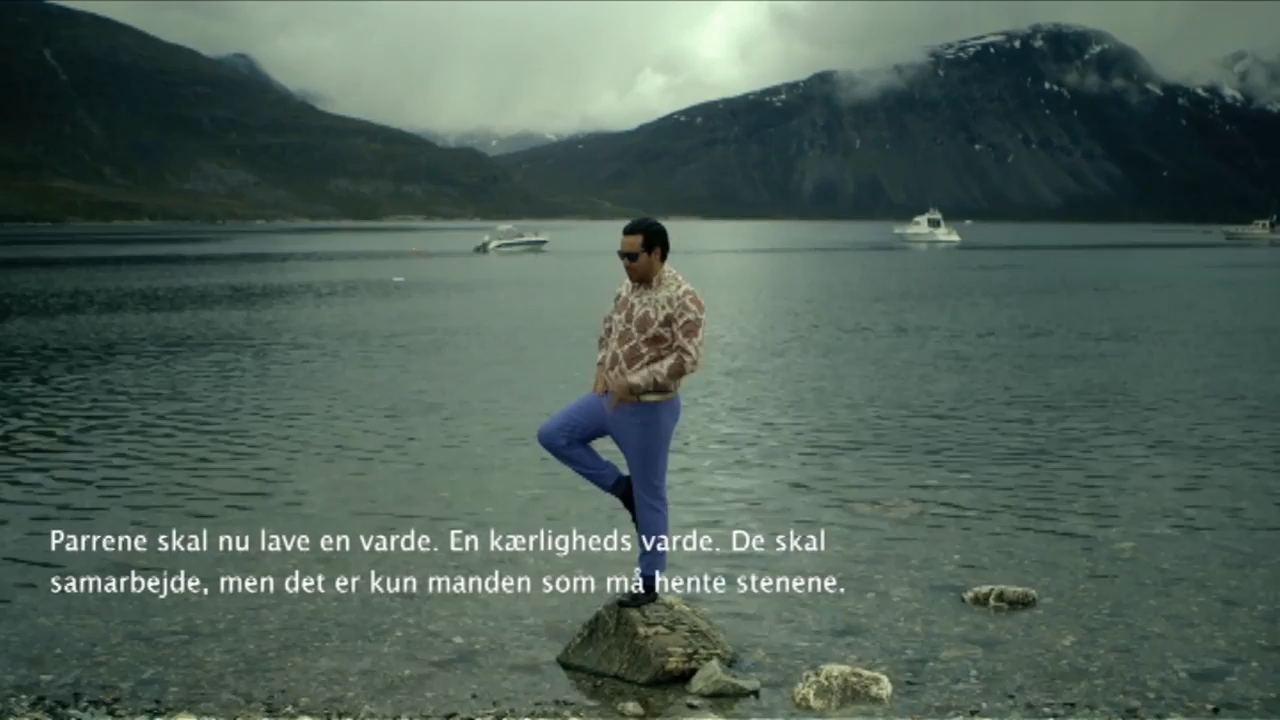 Parrene skal nu lave en varde. En kærligheds varde. De skal
samarbejde, men det er kun manden som må hente stenene.